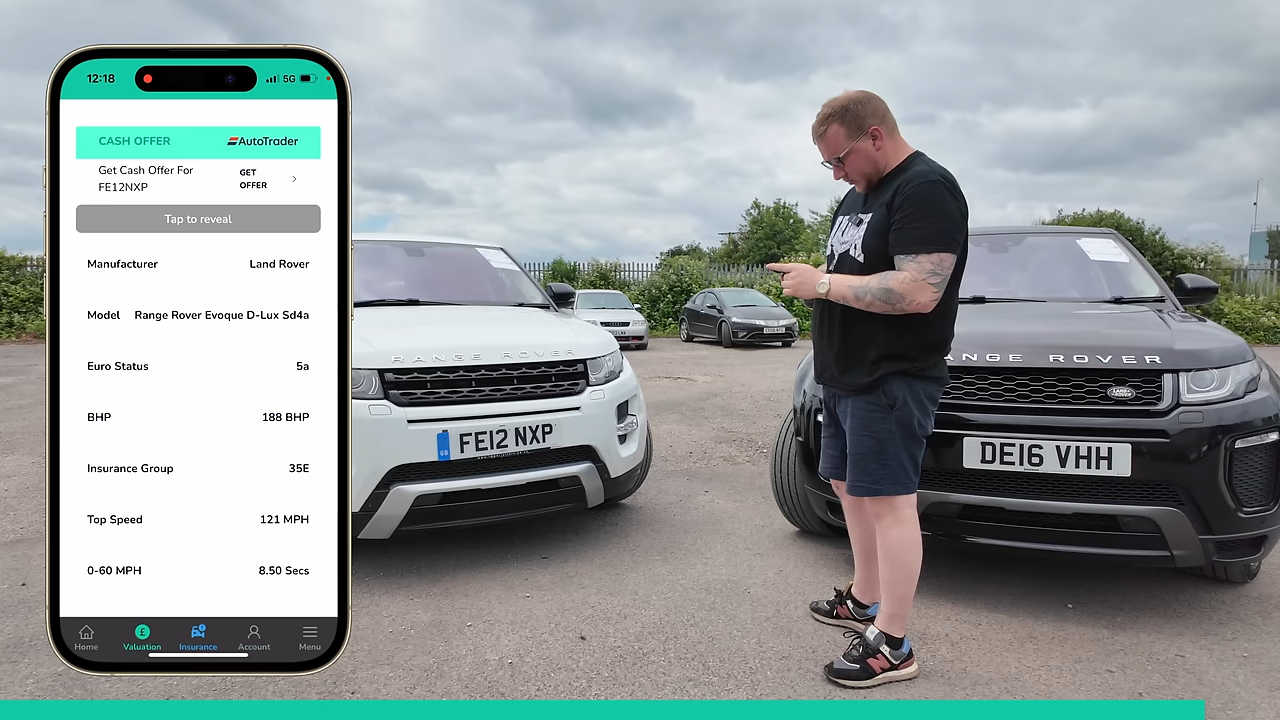 12:18
5G
CASH OFFER
AutoTrader
Get Cash Offer For
FE12NXP
GET
OFFER
Tap to reveal
Manufacturer Land Rover
Model Range Rover Evoque D-Lux Sd4a
Euro Status 5a
BHP 188 BHP
Insurance Group 35E
Top Speed 121 MPH
0-60 MPH 8.50 Secs
Home Valuation Insurance Account Menu
RANGE ROVER
FE12 NXP
GB
ANGE ROVER
LAND ROVER
DE16 VHH